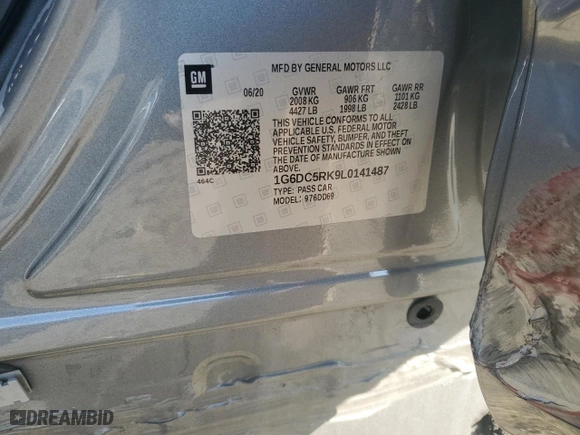 GM
MFD BY GENERAL MOTORS LLC
06/20 GVWR GAWR FRT GAWR RR
2008 KG 906 KG 1101 KG
4427 LB 1998 LB 2428 LB
THIS VEHICLE CONFORMS TO ALL
APPLICABLE U.S. FEDERAL MOTOR
VEHICLE SAFETY, BUMPER, AND THEFT
PREVENTION STANDARDS IN EFFECT ON
THE DATE OF MANUFACTURE SHOWN
ABOVE.
464C
1G6DC5RK9L0141487
TYPE: PASS CAR
MODEL: 976DD69
DREAMBID